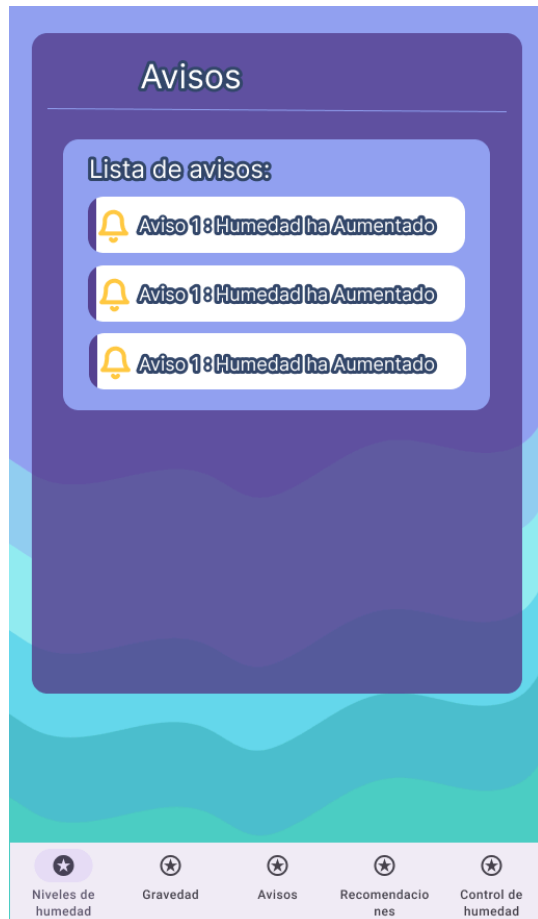 Avisos
Lista de avisos:
Aviso 1: Humedad ha Aumentado
Aviso 1: Humedad ha Aumentado
Aviso 1: Humedad ha Aumentado
Niveles de
humedad
Gravedad
Avisos
Recomendacio
nes
Control de
humedad